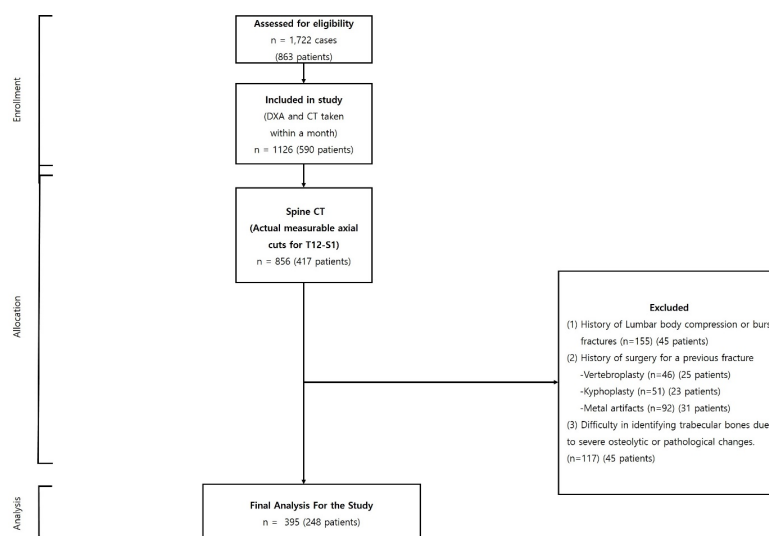 Enrollment
Assessed for eligibility
n = 1,722 cases
(863 patients)
Included in study
(DXA and CT taken
within a month)
n = 1126 (590 patients)
Allocation
Spine CT
(Actual measurable axial
cuts for T12-S1)
n = 856 (417 patients)
Excluded
(1) History of Lumbar body compression or burs
fractures (n=155) (45 patients)
(2) History of surgery for a previous fracture
-Vertebroplasty (n=46) (25 patients)
-Kyphoplasty (n=51) (23 patients)
-Metal artifacts (n=92) (31 patients)
(3) Difficulty in identifying trabecular bones due
to severe osteolytic or pathological changes.
(n=117) (45 patients)
Analysis
Final Analysis For the Study
n = 395 (248 patients)